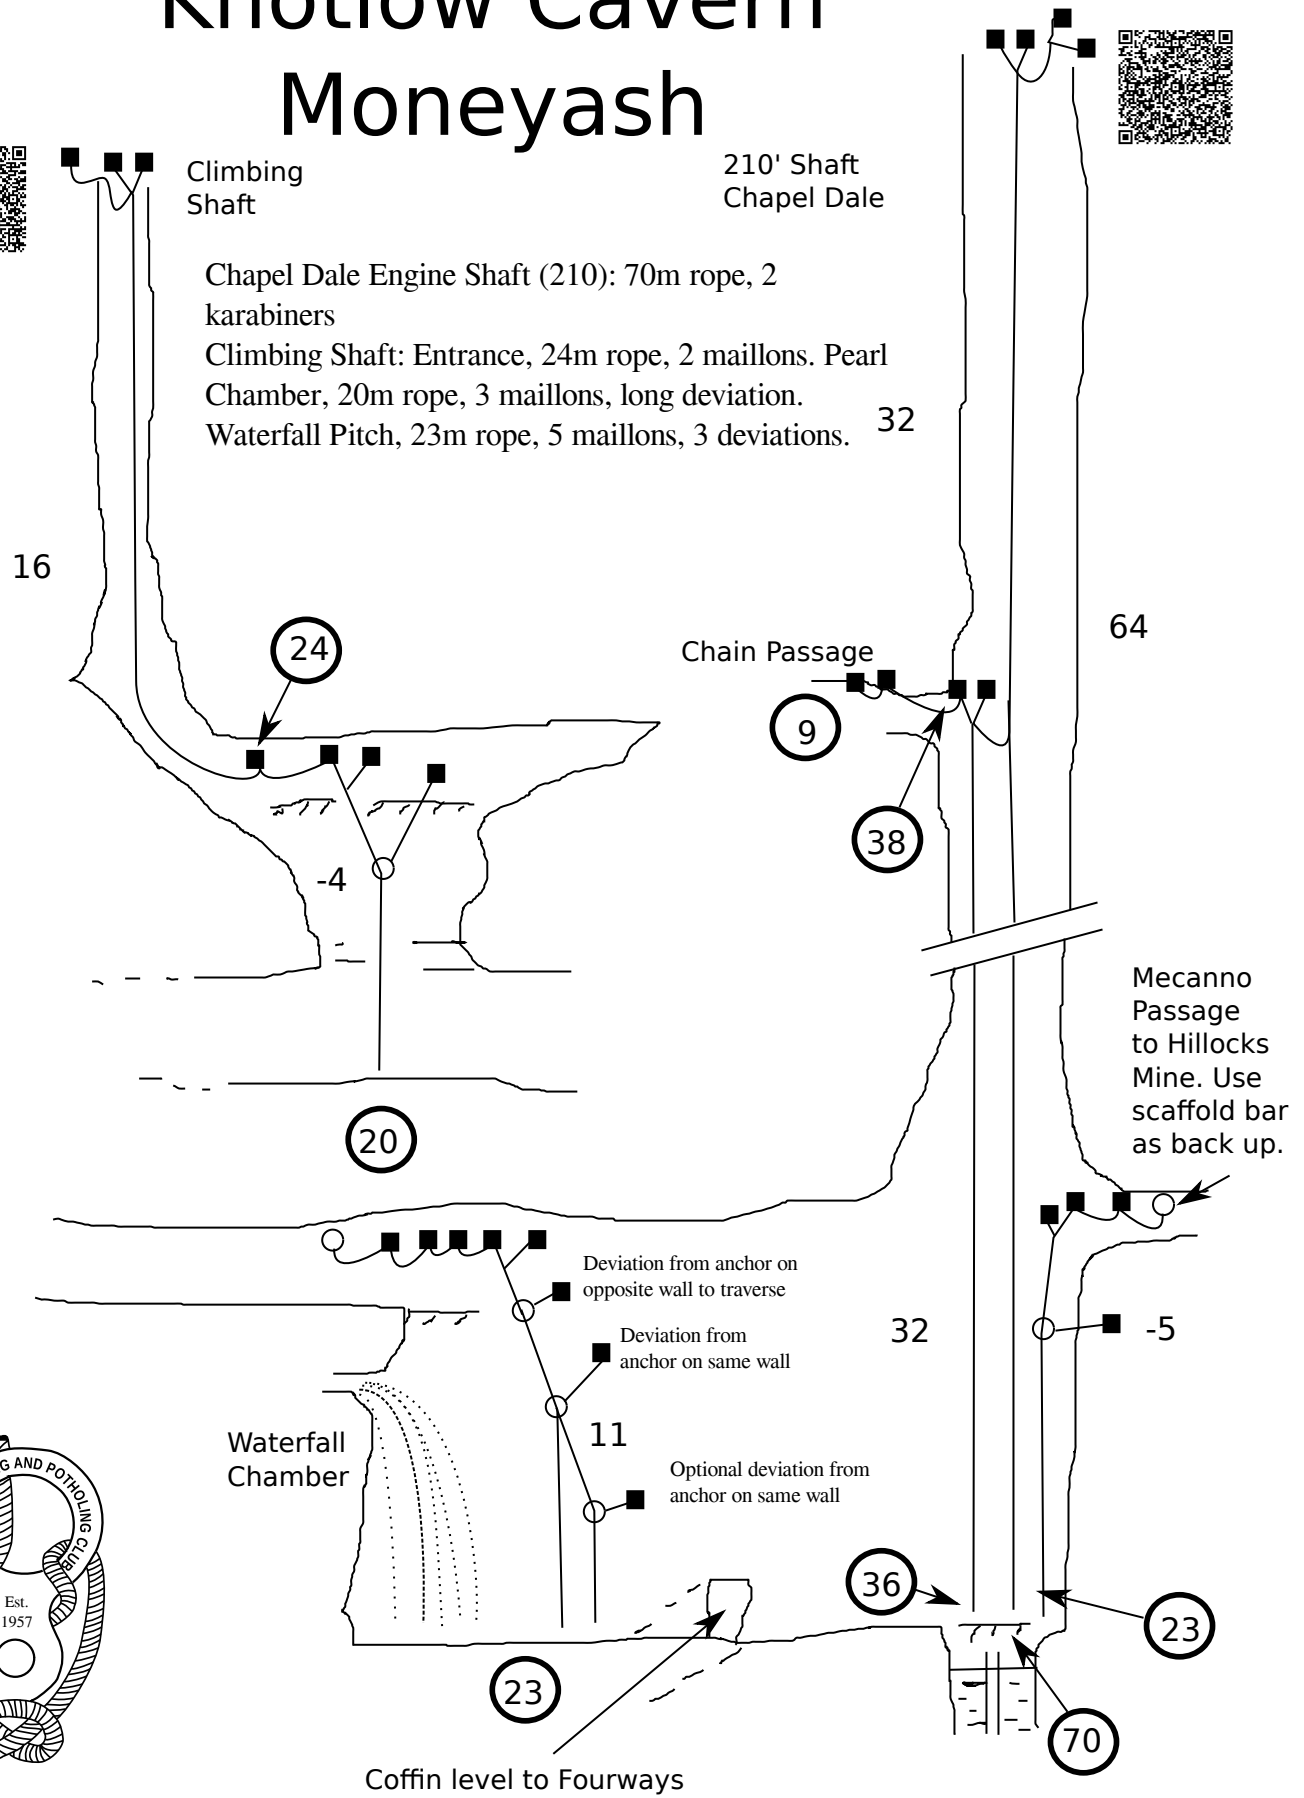 Knotlow Cavern
Moneyash
Climbing
Shaft
210' Shaft
Chapel Dale
Chapel Dale Engine Shaft (210): 70m rope, 2
karabiners
Climbing Shaft: Entrance, 24m rope, 2 maillons. Pearl
Chamber, 20m rope, 3 maillons, long deviation.
Waterfall Pitch, 23m rope, 5 maillons, 3 deviations.
32
16
24
64
Chain Passage
9
38
-4
Mecanno
Passage
to Hillocks
Mine. Use
scaffold bar
as back up.
20
Deviation from anchor on
opposite wall to traverse
Deviation from
anchor on same wall
32
-5
11
Waterfall
Chamber
Optional deviation from
anchor on same wall
G AND POTHOLING CLUB
Est.
1957
36
23
23
70
Coffin level to Fourways